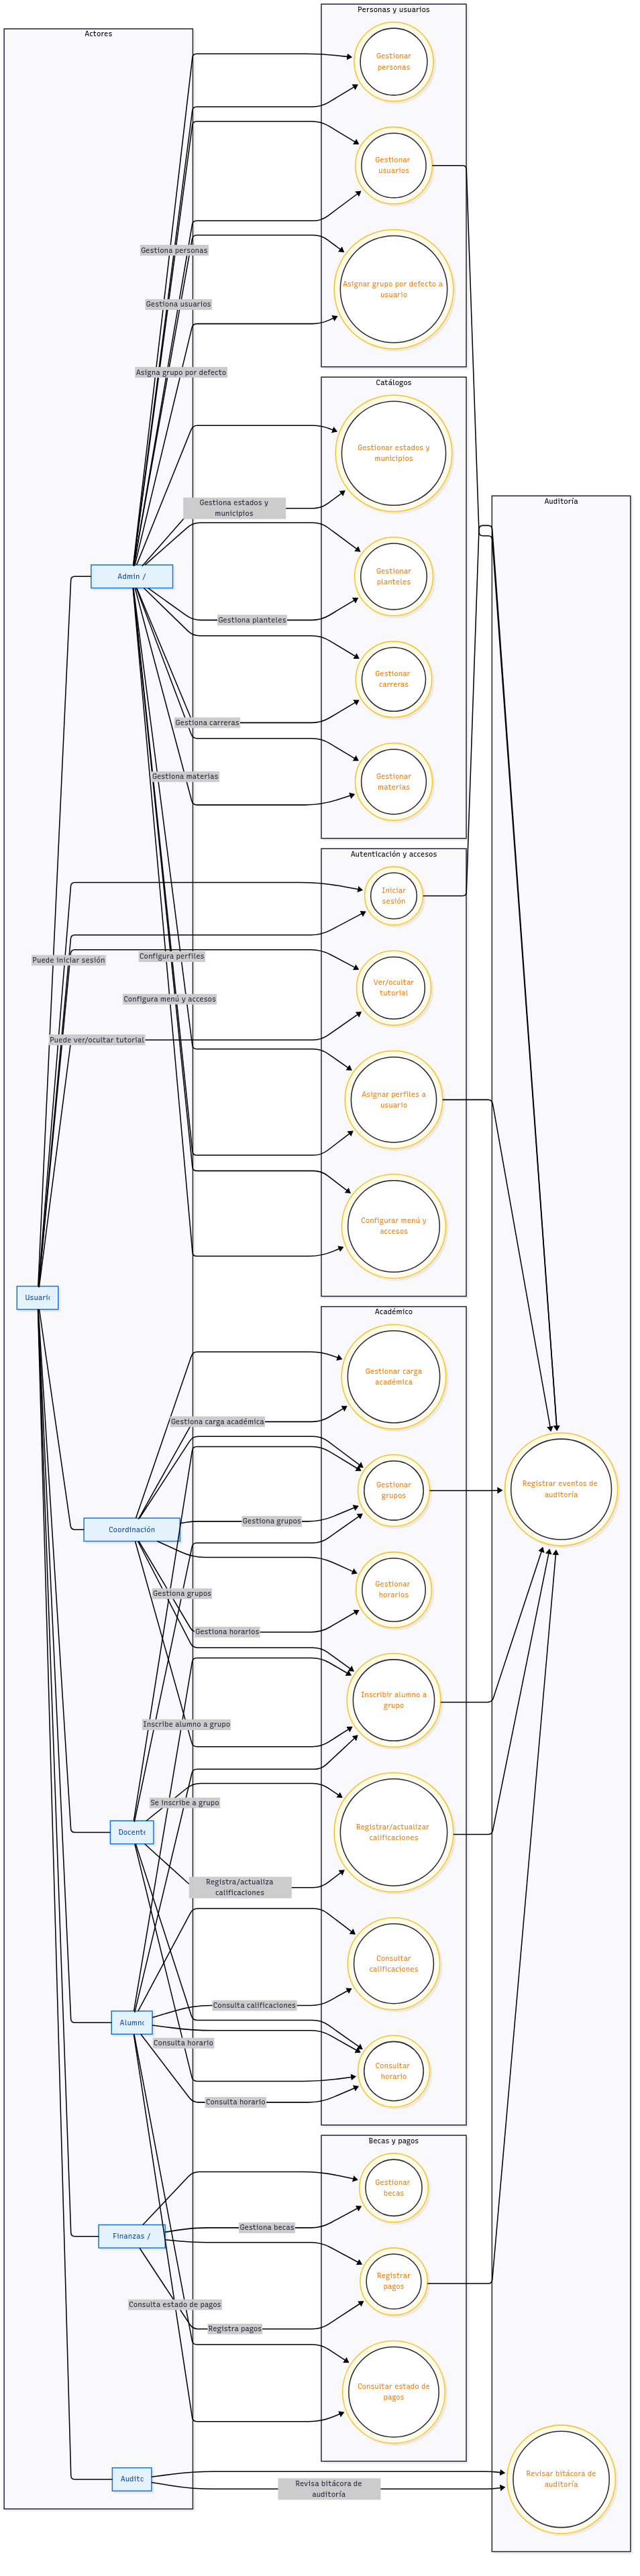 Personas y usuarios
Actores
Gestionar
personas
Gestionar
usuarios
Gestiona personas
Asignar grupo por defecto a
usuario
Gestiona usuarios
Asigna grupo por defecto
Catálogos
Gestionar estados y
municipios
Gestiona estados y
municipios
Auditoría
Admin /
Gestionar
planteles
Gestiona planteles
Gestionar
carreras
Gestiona carreras
Gestiona materias
Gestionar
materias
Autenticación y accesos
Iniciar
sesión
Puede iniciar sesión
Configura perfiles
Ver/ocultar
tutorial
Configura menú y accesos
Puede ver/ocultar tutorial
Asignar perfiles a
usuario
Configurar menú y
accesos
Usuari
Académico
Gestionar carga
académica
Gestiona carga académica
Gestionar
grupos
Registrar eventos de
auditoría
Gestiona grupos
Coordinación
Gestionar
horarios
Gestiona grupos
Gestiona horarios
Inscribir alumno a
grupo
Inscribe alumno a grupo
Se inscribe a grupo
Docente
Registrar/actualizar
calificaciones
Registra/actualiza
calificaciones
Consultar
calificaciones
Consulta calificaciones
Alumno
Consulta horario
Consultar
horario
Consulta horario
Becas y pagos
Gestionar
becas
Gestiona becas
Finanzas /
Registrar
pagos
Consulta estado de pagos
Registra pagos
Consultar estado de
pagos
Audito
Revisar bitácora de
auditoría
Revisa bitácora de
auditoría